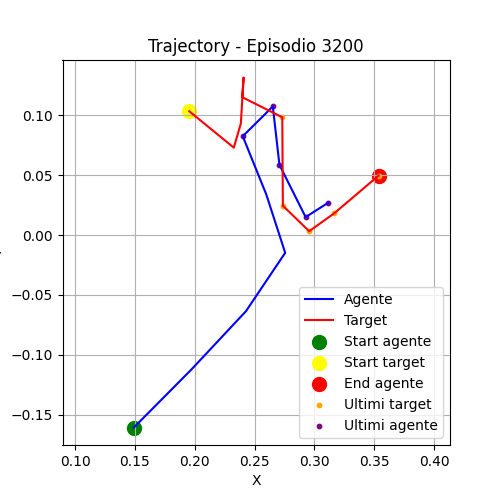 Trajectory - Episodio 3200
0.10
0.05
0.00
−0.05
−0.10
−0.15
0.10
0.15
0.20
0.25
0.30
0.35
0.40
X
Agente
Target
Start agente
Start target
End agente
Ultimi target
Ultimi agente